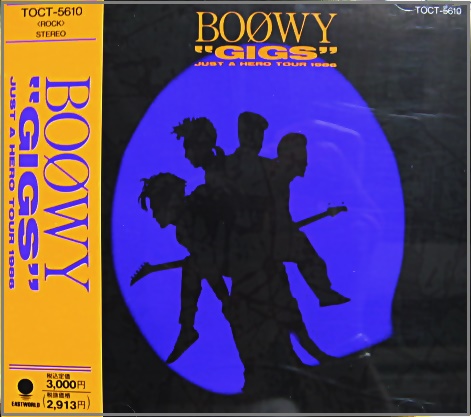 TOCT-5610
〈ROCK〉
STEREO
BOØWY
“GIGS”
JUST A HERO TOUR 1986
税込定価
3,000円
(税抜価格)
2,913円
EASTWORLD
TOCT-5610
BOØWY
“GIGS”
JUST A HERO TOUR 1986